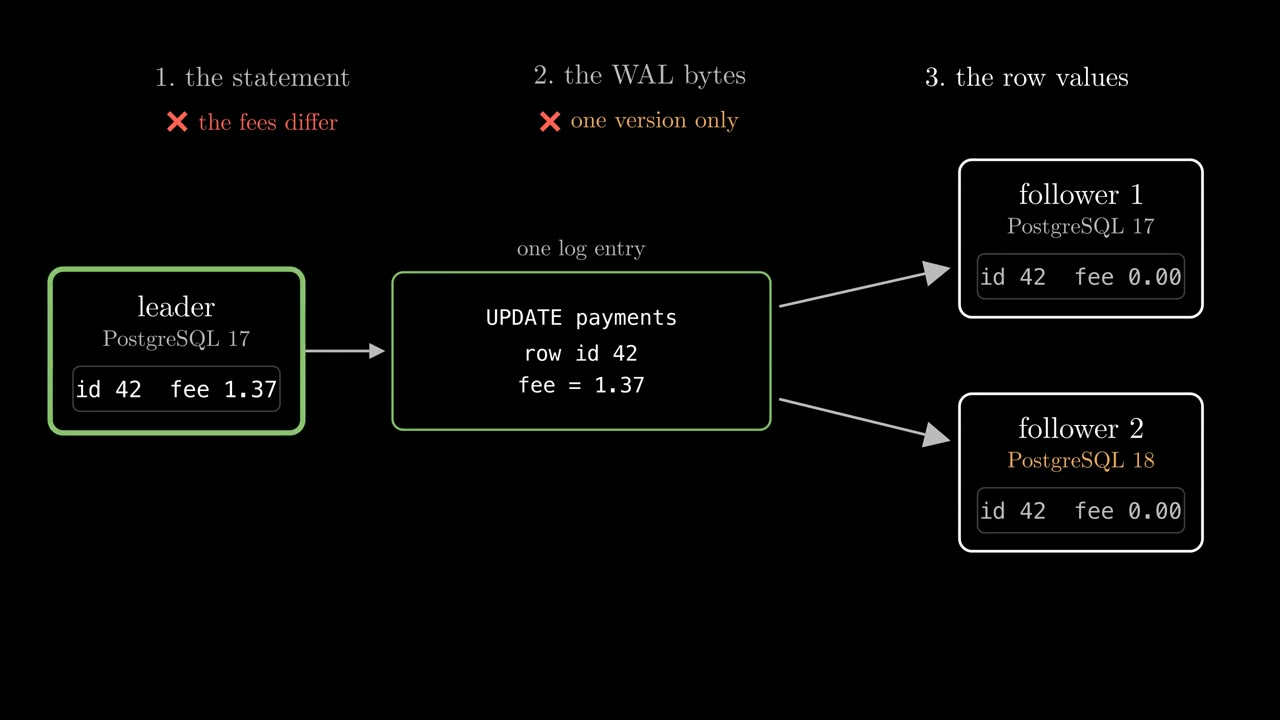 1. the statement
❌ the fees differ
2. the WAL bytes
❌ one version only
3. the row values
leader
PostgreSQL 17
id 42  fee 1.37
one log entry
UPDATE payments
row id 42
fee = 1.37
follower 1
PostgreSQL 17
id 42  fee 0.00
follower 2
PostgreSQL 18
id 42  fee 0.00